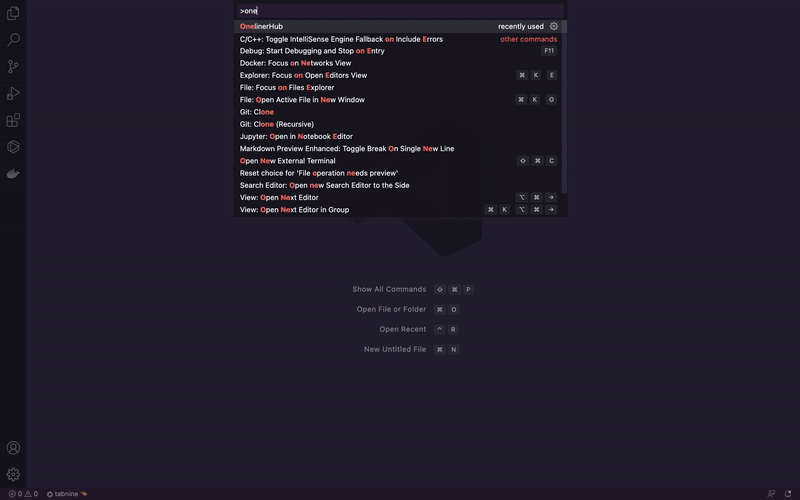 >one
OnelinerHub recently used
C/C++: Toggle IntelliSense Engine Fallback on Include Errors other commands
Debug: Start Debugging and Stop on Entry F11
Docker: Focus on Networks View
Explorer: Focus on Open Editors View ⌘ K E
File: Focus on Files Explorer
File: Open Active File in New Window ⌘ K O
Git: Clone
Git: Clone (Recursive)
Jupyter: Open in Notebook Editor
Markdown Preview Enhanced: Toggle Break On Single New Line
Open New External Terminal ⇧ ⌘ C
Reset choice for 'File operation needs preview'
Search Editor: Open new Search Editor to the Side
View: Open Next Editor ⌥ ⌘ →
View: Open Next Editor in Group ⌘ K ⌥ ⌘ →
Show All Commands ⇧ ⌘ P
Open File or Folder ⌘ O
Open Recent ⌃ R
New Untitled File ⌘ N
0 0 tabnine